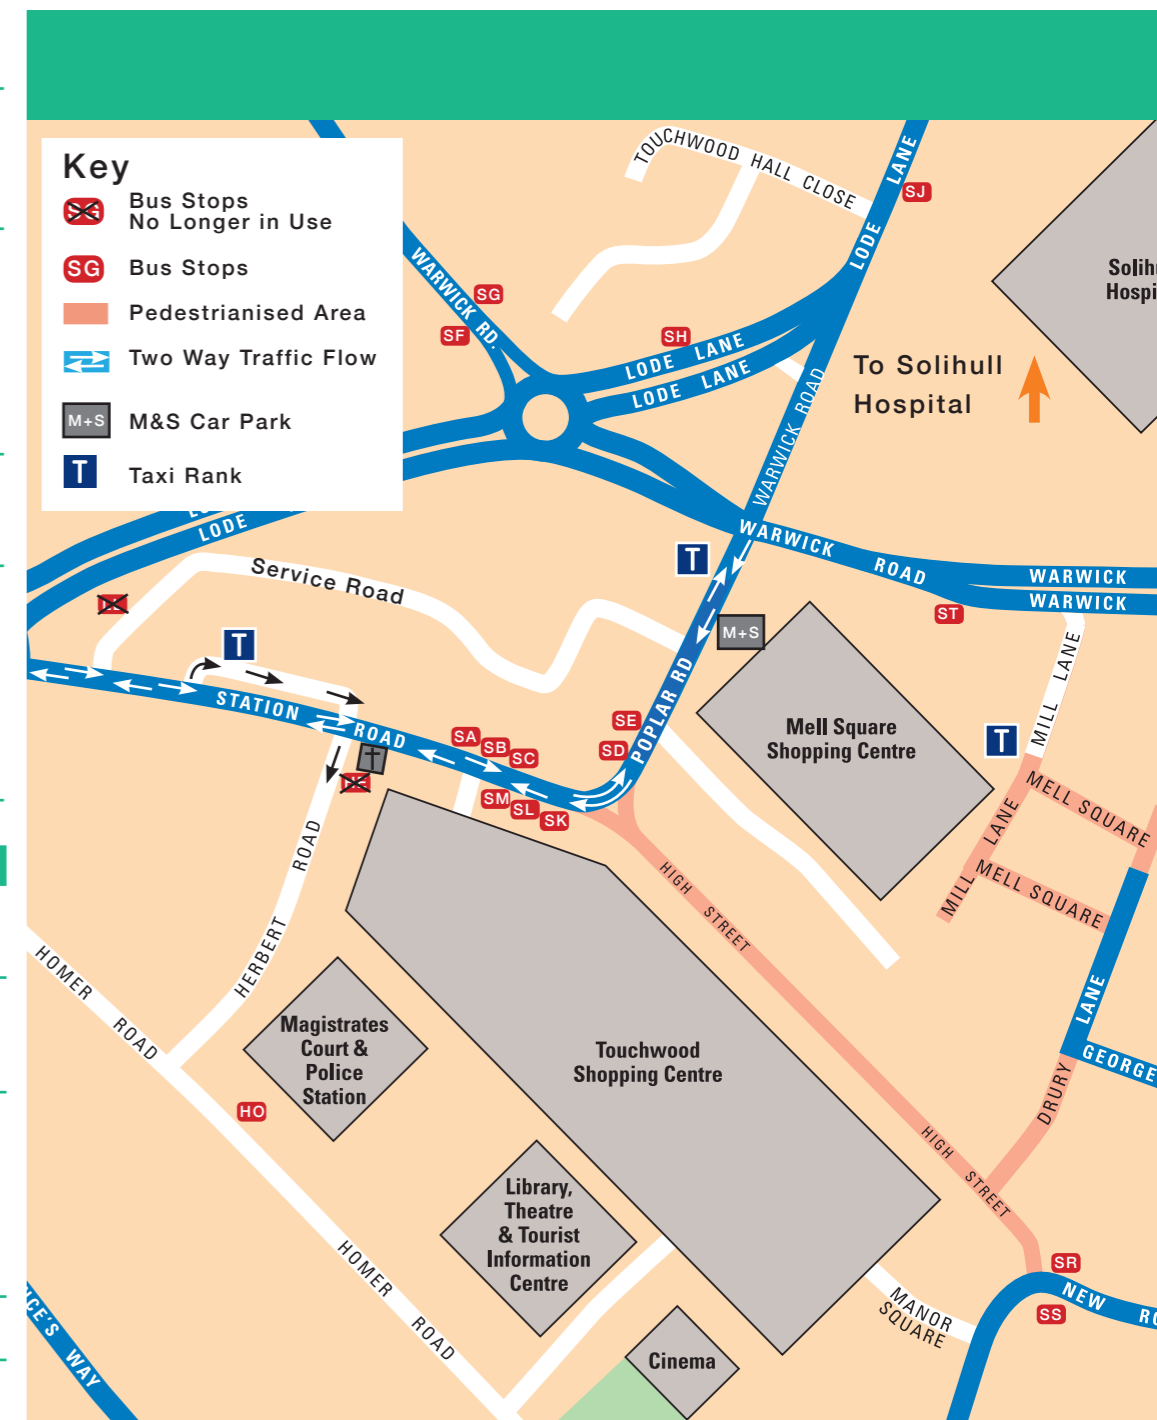 Key
SG
Bus Stops
No Longer in Use
SG
Bus Stops
Pedestrianised Area
Two Way Traffic Flow
M+S
M&S Car Park
T
Taxi Rank
TOUCHWOOD HALL CLOSE
LODE LANE
SJ
WARWICK RD.
SG
SF
SH
LODE LANE
LODE LANE
WARWICK ROAD
To Solihull
Hospital
LODE
Service Road
T
WARWICK ROAD
WARWICK
WARWICK
ST
M+S
T
STATION ROAD
SA
SB
SC
SM
SL
SK
SE
SD
POPLAR RD
Mell Square
Shopping Centre
T
MILL LANE
MILL LANE
MELL SQUARE
MELL SQUARE
HIGH STREET
HERBERT ROAD
HOMER ROAD
Magistrates
Court &
Police
Station
HO
Touchwood
Shopping Centre
LANE
GEORGE
DRURY
HIGH STREET
Library,
Theatre
& Tourist
Information
Centre
HOMER ROAD
SR
SS
NEW
MANOR
SQUARE
Cinema
WAY